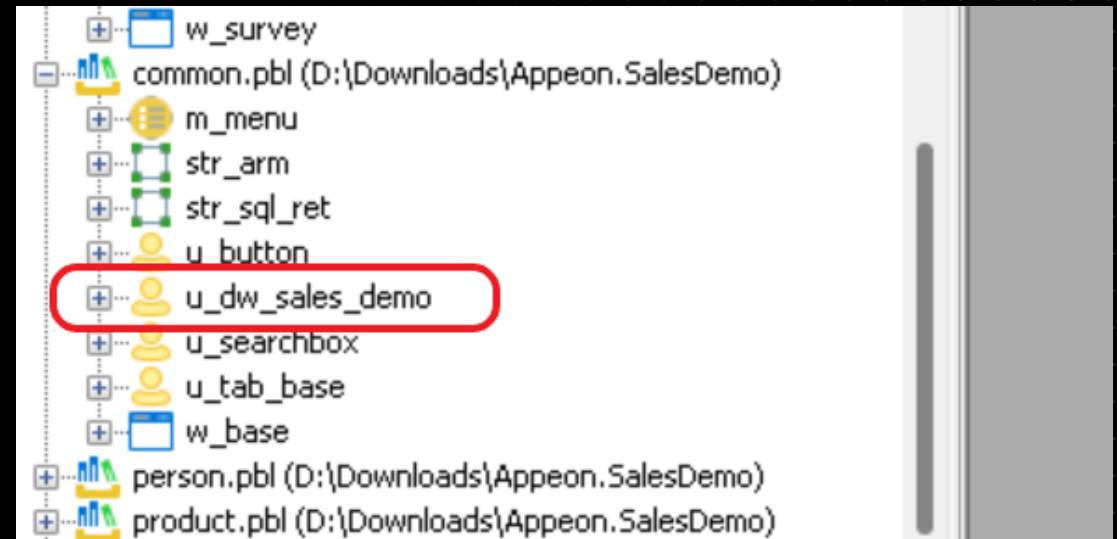 w_survey
common.pbl (D:\Downloads\Appeon.SalesDemo)
m_menu
str_arm
str_sql_ret
u_button
u_dw_sales_demo
u_searchbox
u_tab_base
w_base
person.pbl (D:\Downloads\Appeon.SalesDemo)
product.pbl (D:\Downloads\Appeon.SalesDemo)